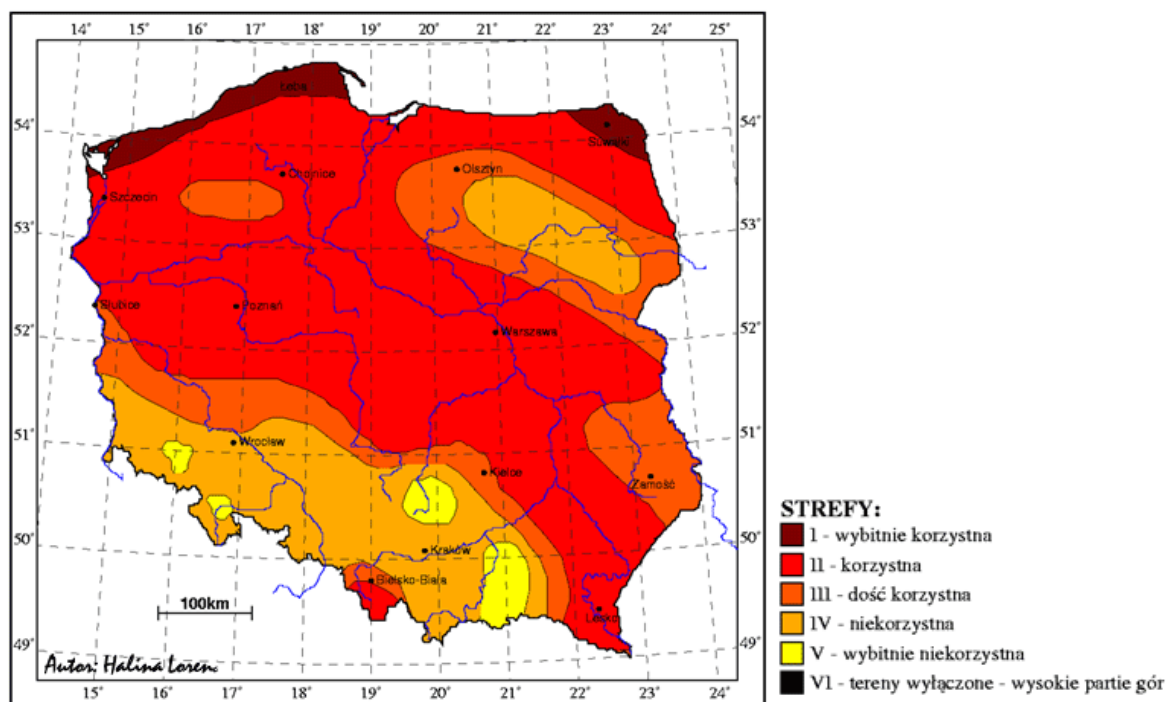 14° 15° 16° 17° 18° 19° 20° 21° 22° 23° 24° 25°
54° 54°
53° 53°
52° 52°
51° 51°
50° 50°
49° 49°
15° 16° 17° 18° 19° 20° 21° 22° 23° 24°
Łeba
Suwałki
Olsztyn
Chojnice
Szczecin
Słubice
Poznań
Warszawa
Wrocław
Kielce
Zamość
Kraków
Bielsko-Biała
Lesko
100km
Autor: Halina Lorenc
STREFY:
I - wybitnie korzystna
II - korzystna
III - dość korzystna
IV - niekorzystna
V - wybitnie niekorzystna
VI - tereny wyłączone - wysokie partie gór